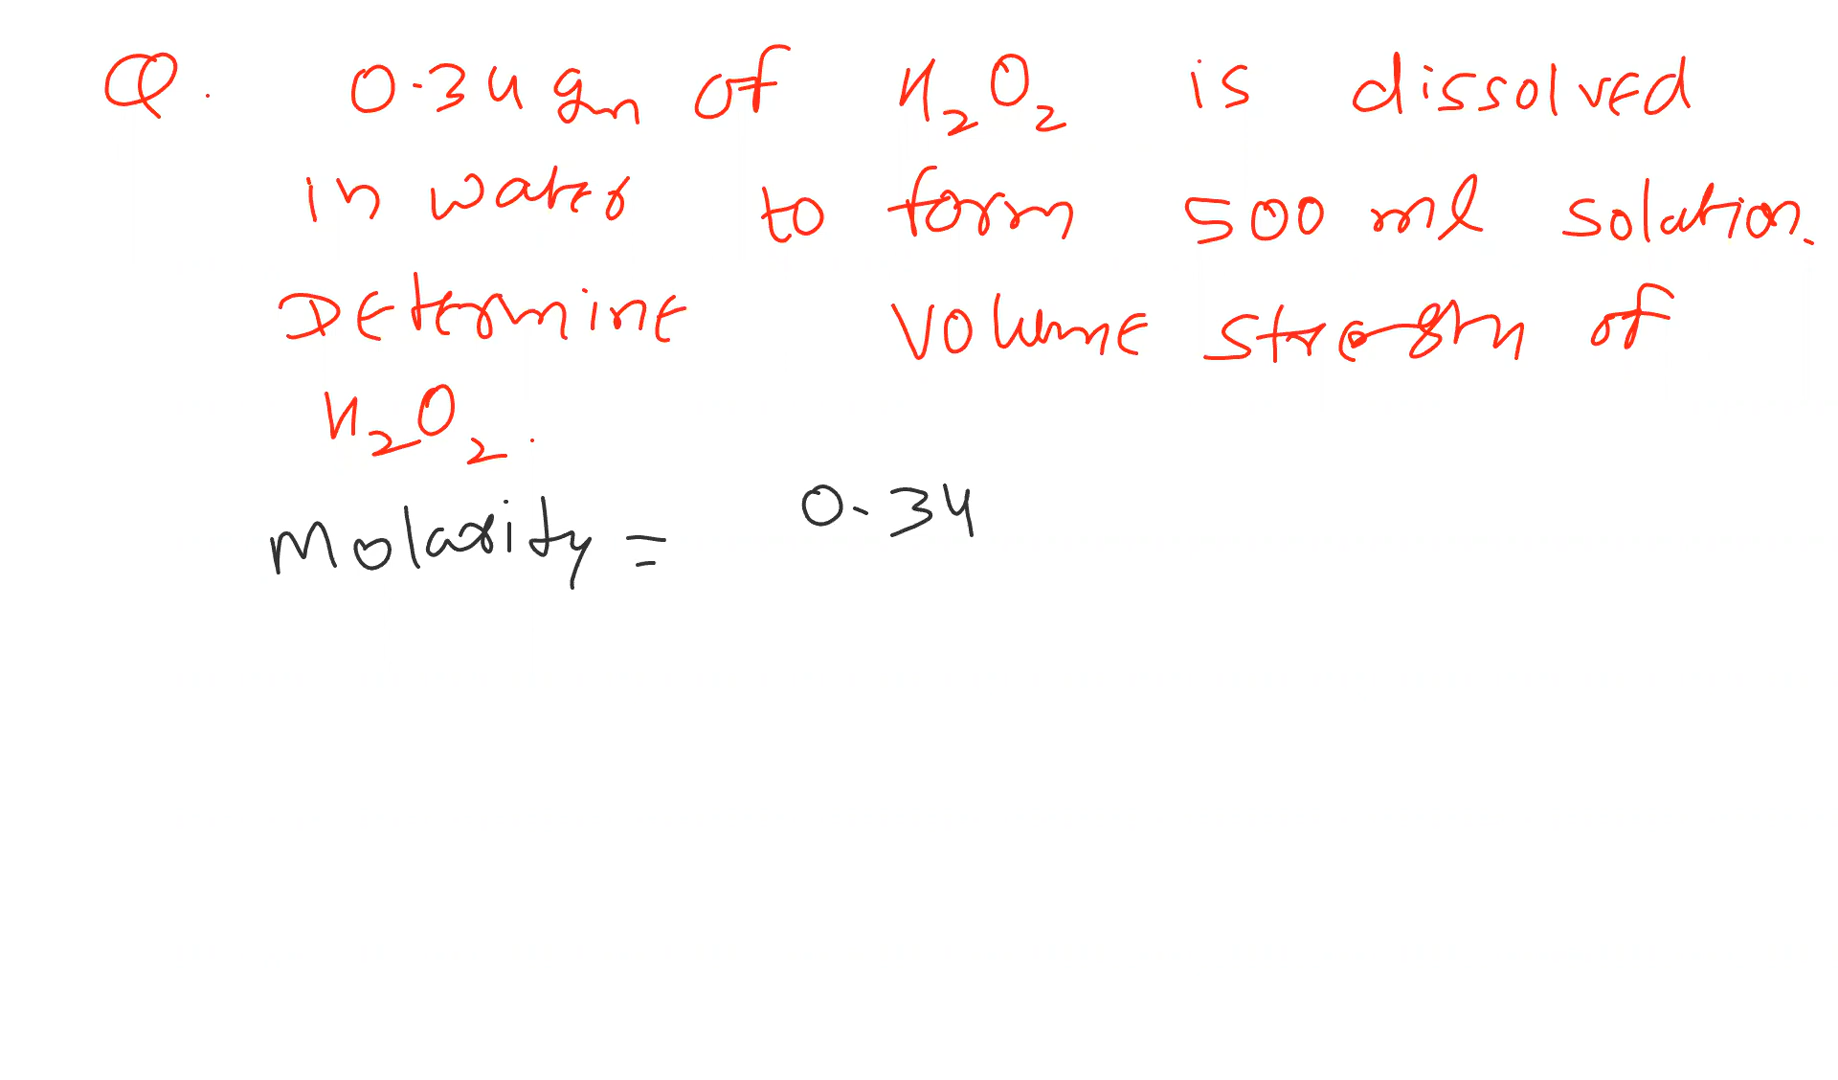 Q. 0.34 gm of H2O2 is dissolved
in water to form 500 ml solution.
Determine volume strength of
H2O2.
Molarity = 0.34